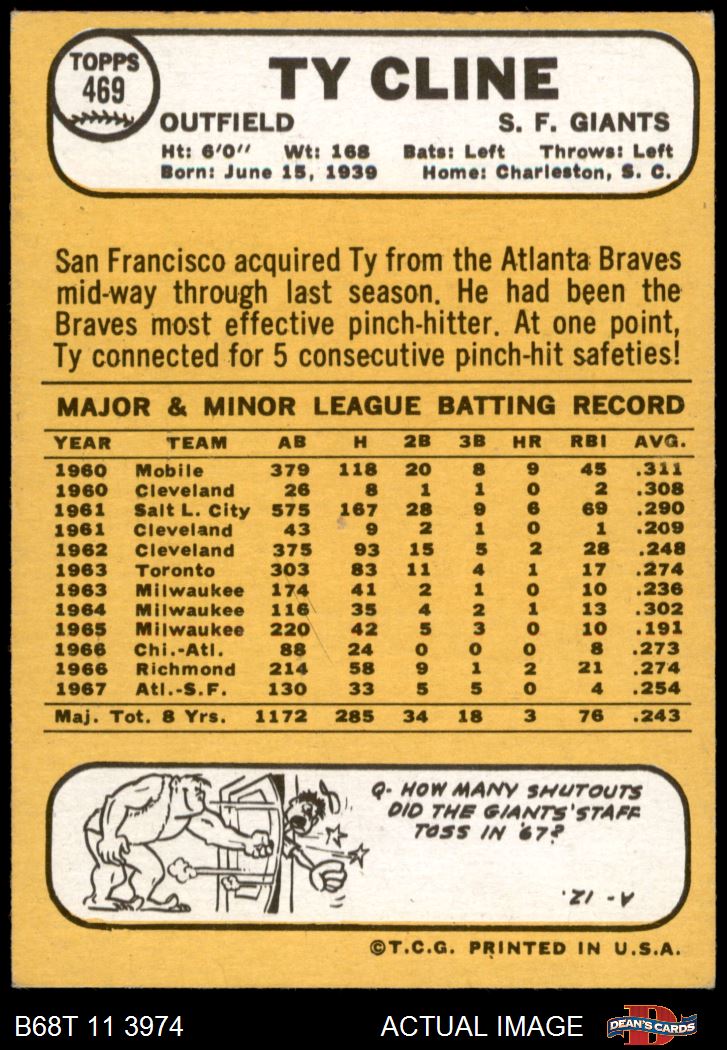 TOPPS
469
TY CLINE
OUTFIELD S. F. GIANTS
Ht: 6'0" Wt: 168 Bats: Left Throws: Left
Born: June 15, 1939 Home: Charleston, S. C.
San Francisco acquired Ty from the Atlanta Braves
mid-way through last season. He had been the
Braves most effective pinch-hitter. At one point,
Ty connected for 5 consecutive pinch-hit safeties!
MAJOR & MINOR LEAGUE BATTING RECORD
YEAR TEAM AB H 2B 3B HR RBI AVG.
1960 Mobile 379 118 20 8 9 45 .311
1960 Cleveland 26 8 1 1 0 2 .308
1961 Salt L. City 575 167 28 9 6 69 .290
1961 Cleveland 43 9 2 1 0 1 .209
1962 Cleveland 375 93 15 5 2 28 .248
1963 Toronto 303 83 11 4 1 17 .274
1963 Milwaukee 174 41 2 1 0 10 .236
1964 Milwaukee 116 35 4 2 1 13 .302
1965 Milwaukee 220 42 5 3 0 10 .191
1966 Chi.-Atl. 88 24 0 0 0 8 .273
1966 Richmond 214 58 9 1 2 21 .274
1967 Atl.-S.F. 130 33 5 5 0 4 .254
Maj. Tot. 8 Yrs. 1172 285 34 18 3 76 .243
Q- HOW MANY SHUTOUTS
DID THE GIANTS' STAFF
TOSS IN '67?
A- 12.
©T.C.G. PRINTED IN U.S.A.
B68T 11 3974 ACTUAL IMAGE
DEAN'S CARDS